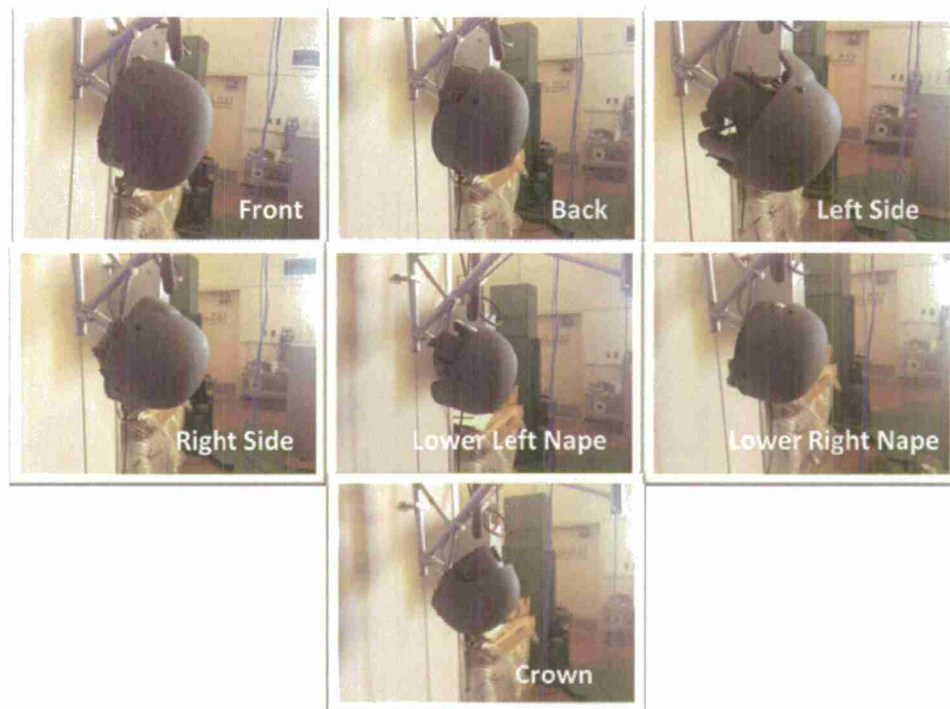 Front
Back
Left Side
Right Side
Lower Left Nape
Lower Right Nape
Crown